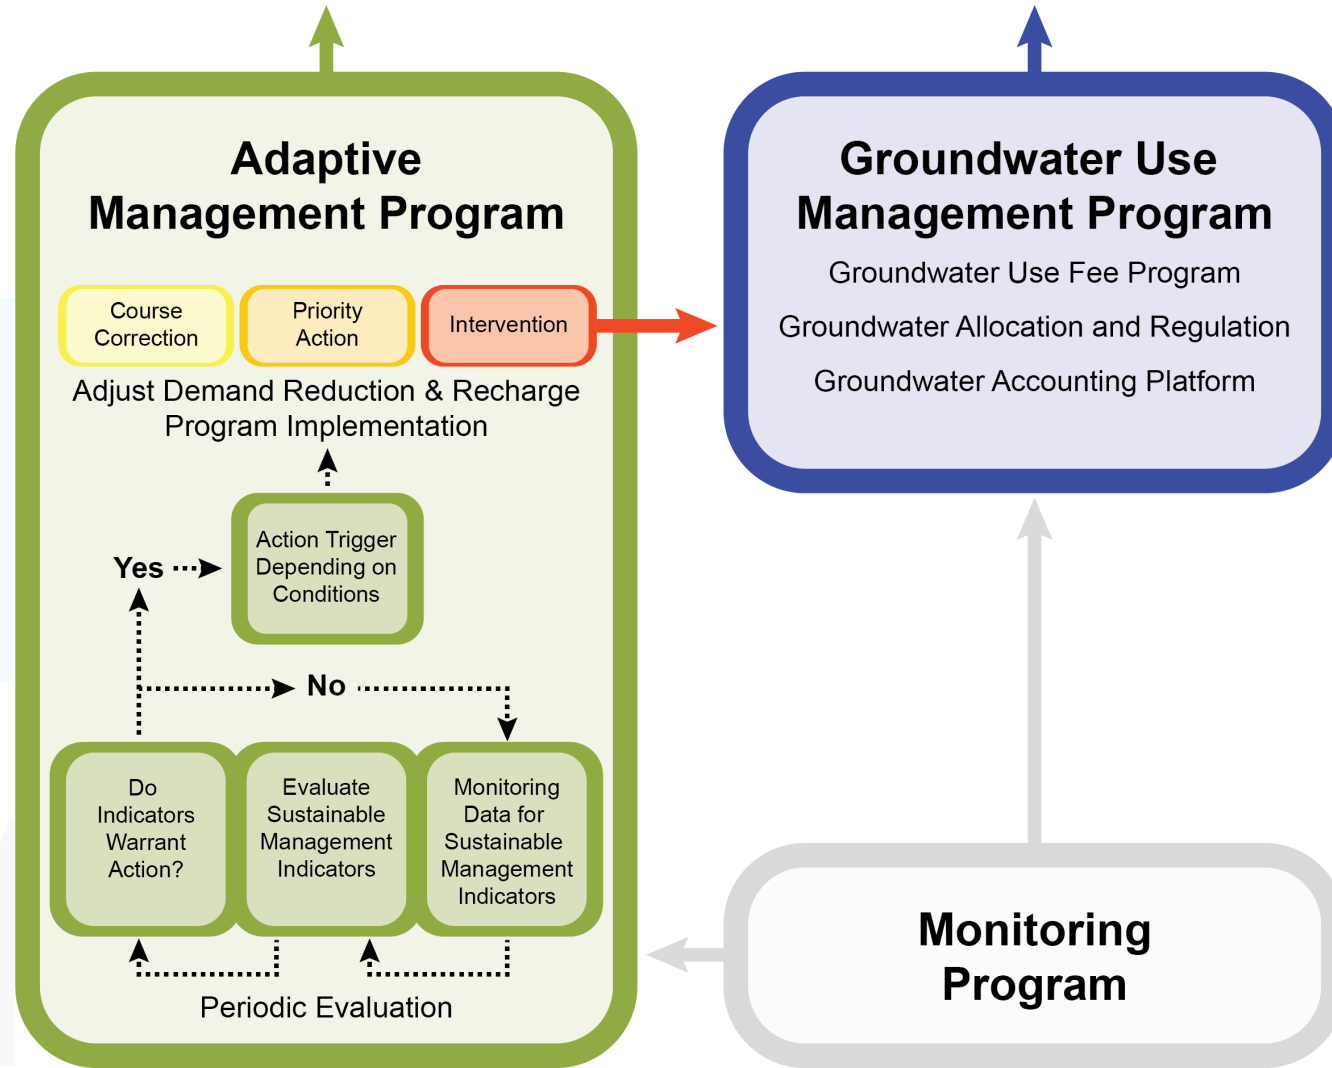 Adaptive
Management Program
Course
Correction
Priority
Action
Intervention
Adjust Demand Reduction & Recharge
Program Implementation
Action Trigger
Depending on
Conditions
Yes
No
Do
Indicators
Warrant
Action?
Evaluate
Sustainable
Management
Indicators
Monitoring
Data for
Sustainable
Management
Indicators
Periodic Evaluation
Groundwater Use
Management Program
Groundwater Use Fee Program
Groundwater Allocation and Regulation
Groundwater Accounting Platform
Monitoring
Program